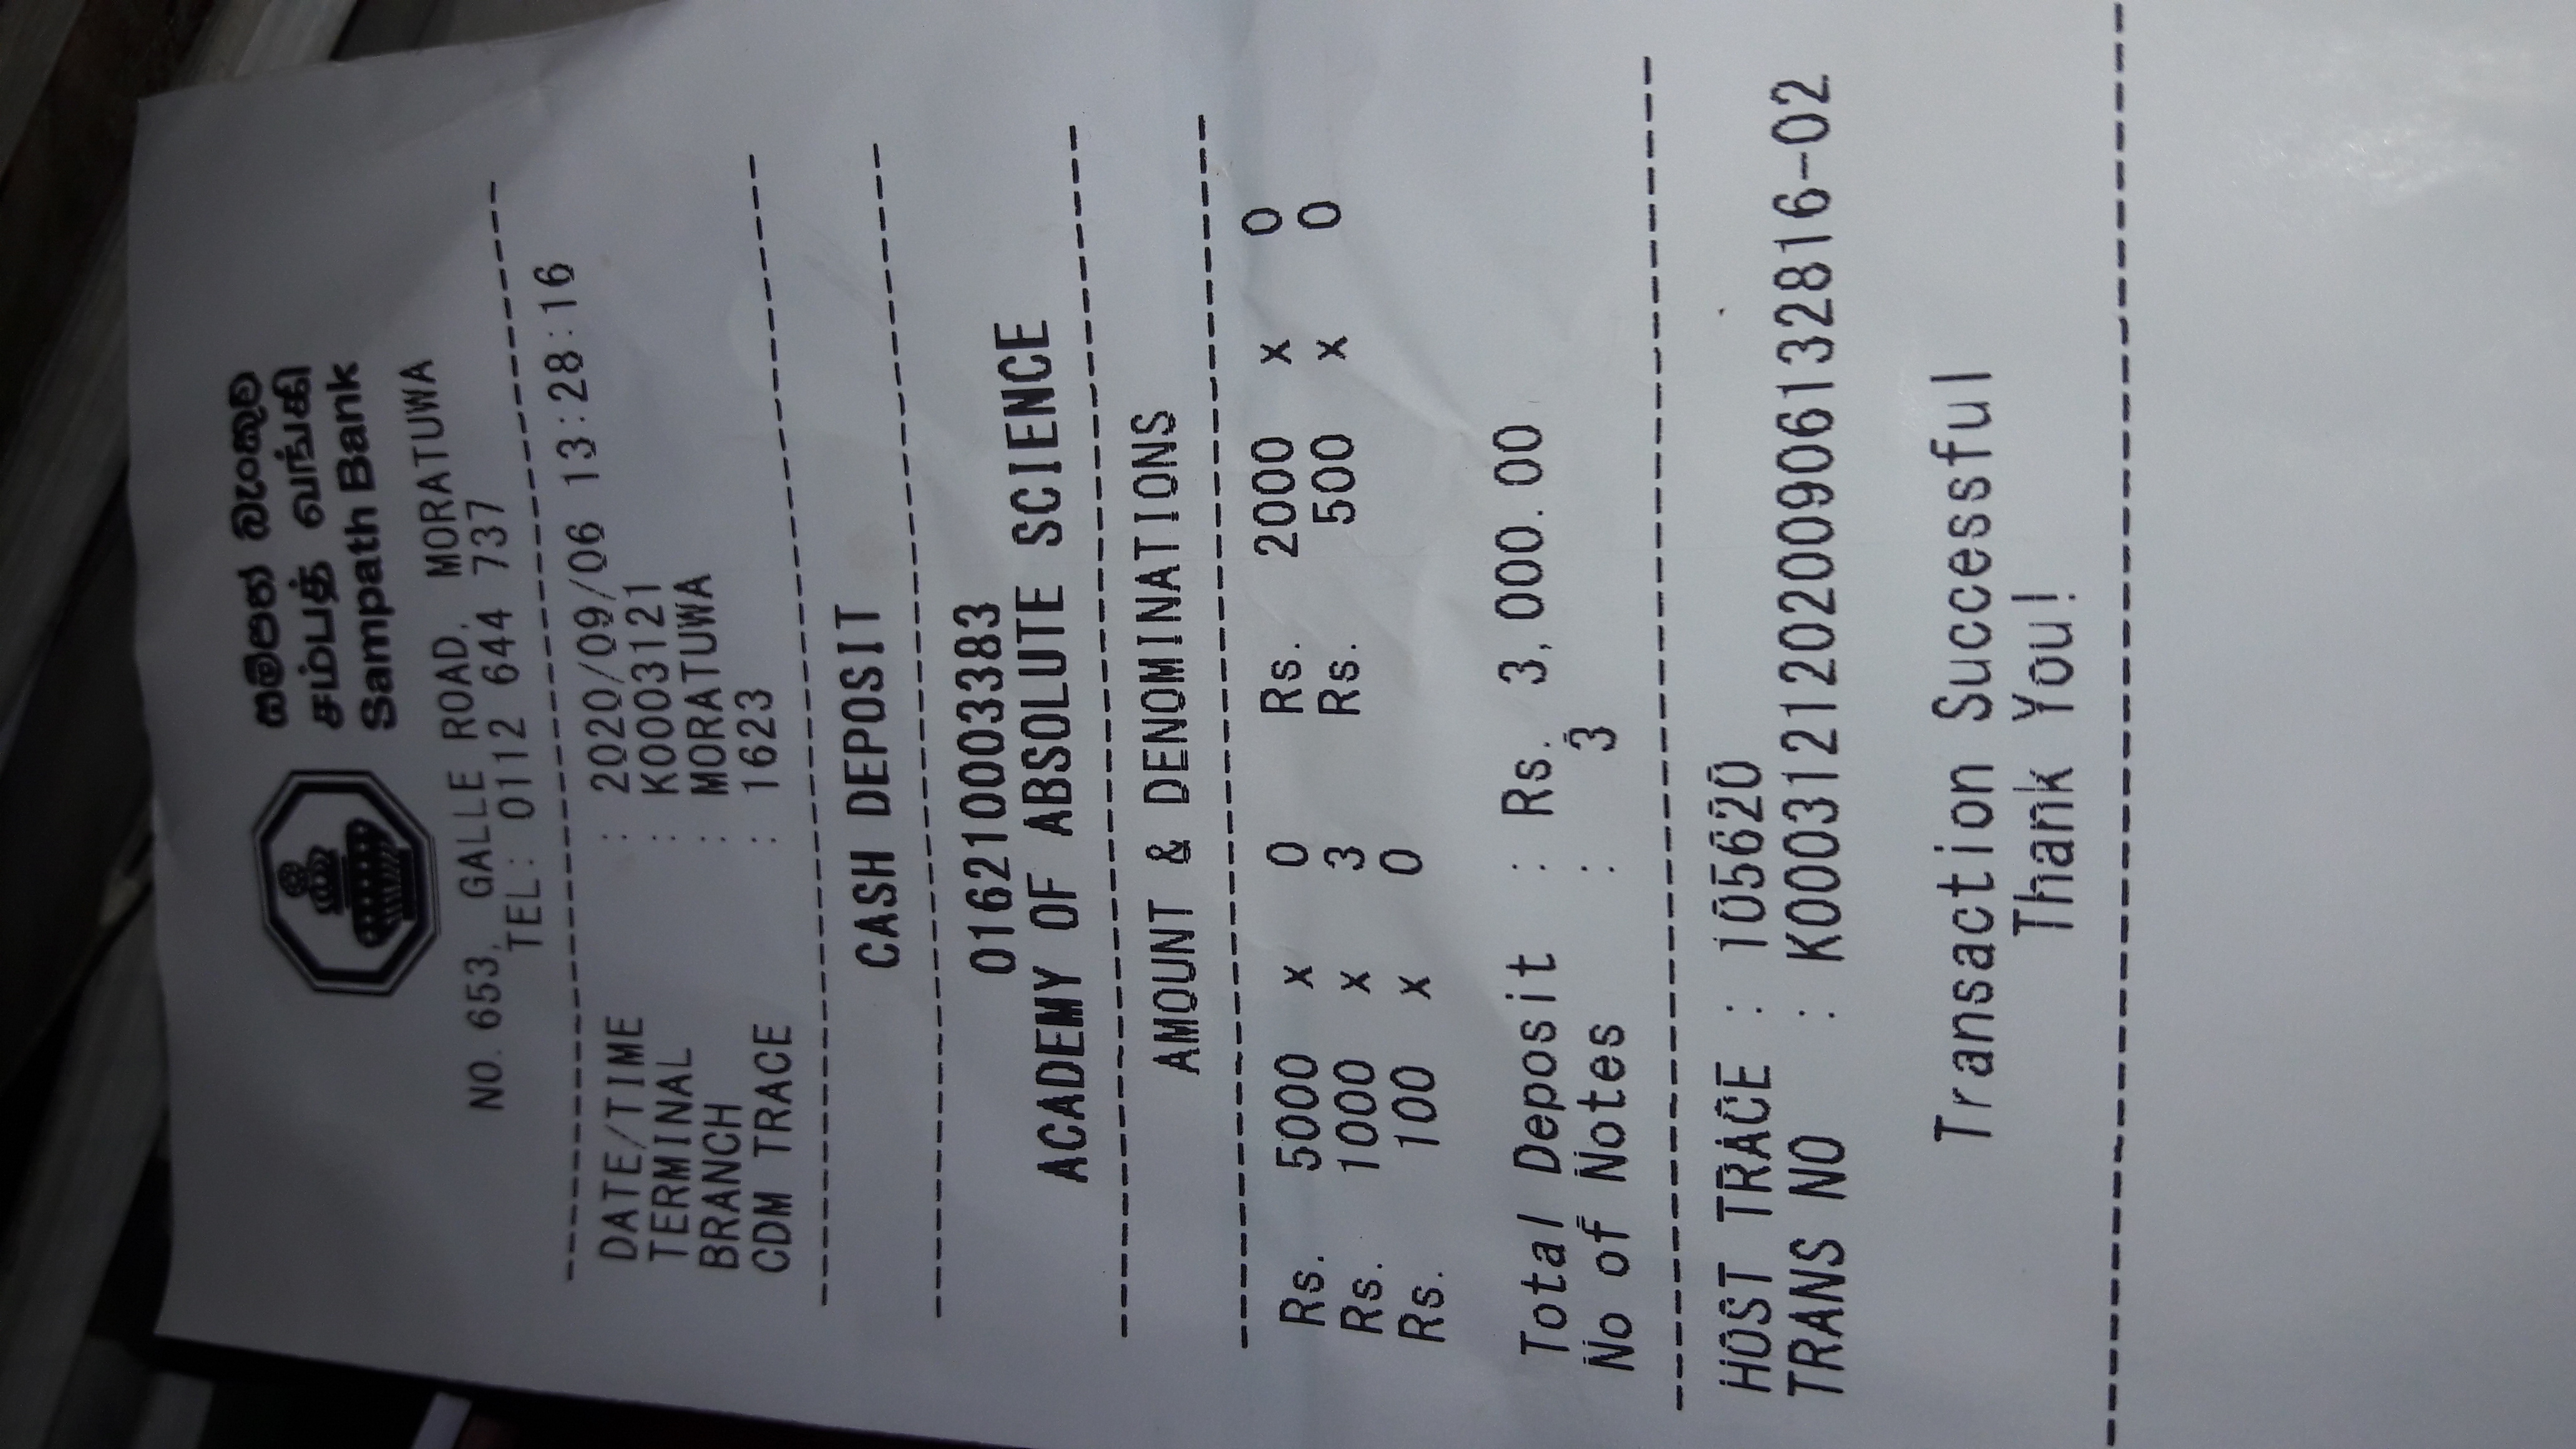 සම්පත් බැංකුව
சம்பத் வங்கி
Sampath Bank
NO. 653, GALLE ROAD, MORATUWA
TEL: 0112 644 737
DATE/TIME : 2020/09/06 13:28:16
TERMINAL : K0003121
BRANCH : MORATUWA
CDM TRACE : 1623
CASH DEPOSIT
016210003383
ACADEMY OF ABSOLUTE SCIENCE
AMOUNT & DENOMINATIONS
Rs. 5000 x 0 Rs. 2000 x 0
Rs. 1000 x 3 Rs. 500 x 0
Rs. 100 x 0
Total Deposit : Rs. 3,000.00
No of Notes : 3
HOST TRACE : 105620
TRANS NO : K000312120200906132816-02
Transaction Successful
Thank You!